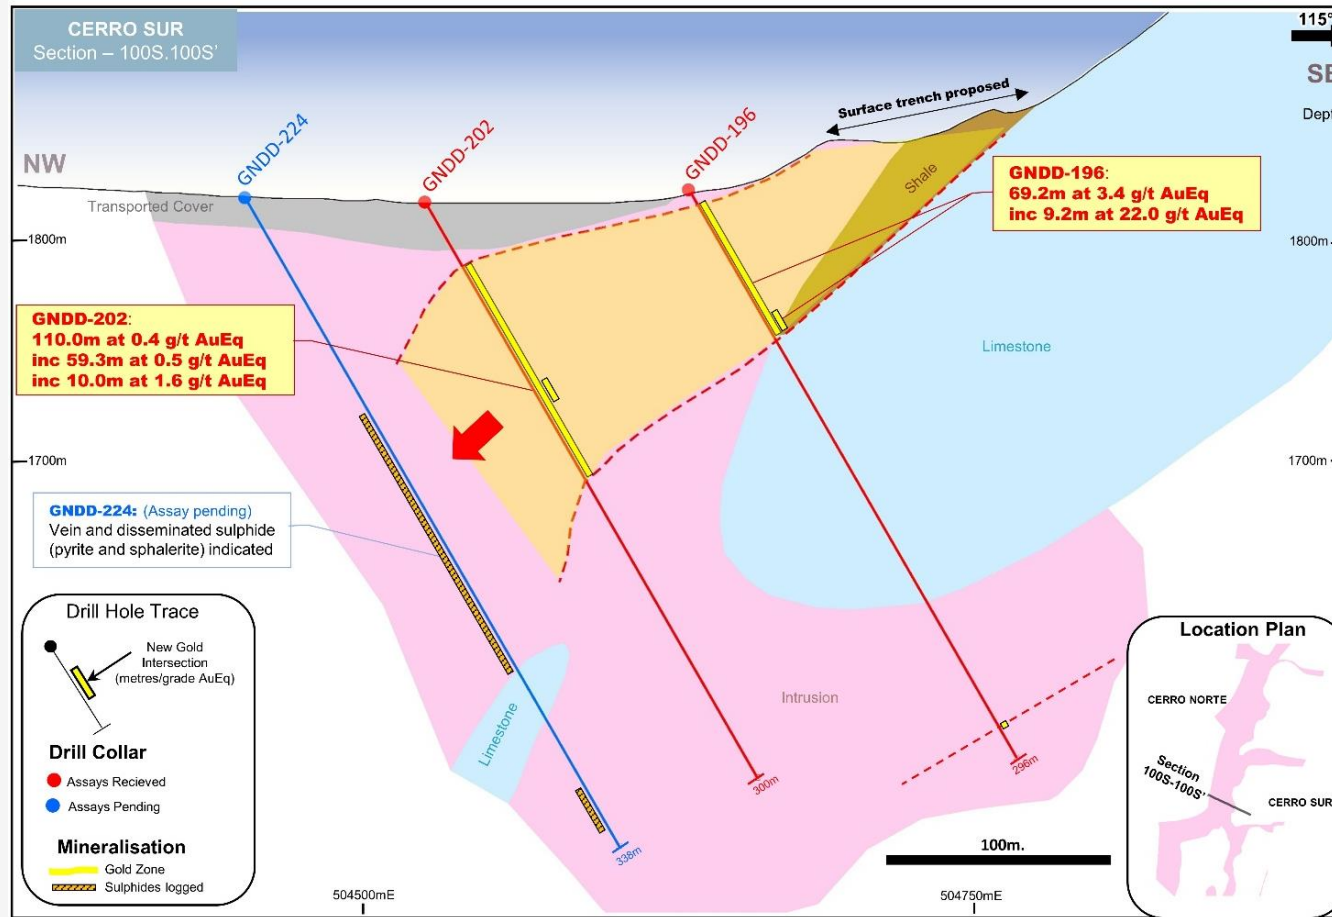 CERRO SUR
Section – 100S.100S'
115°
SE
Dept
NW
GNDD-224
GNDD-202
GNDD-196
Surface trench proposed
Transported Cover
Shale
GNDD-196:
69.2m at 3.4 g/t AuEq
inc 9.2m at 22.0 g/t AuEq
1800m
1800m
GNDD-202:
110.0m at 0.4 g/t AuEq
inc 59.3m at 0.5 g/t AuEq
inc 10.0m at 1.6 g/t AuEq
Limestone
1700m
1700m
GNDD-224: (Assay pending)
Vein and disseminated sulphide
(pyrite and sphalerite) indicated
Drill Hole Trace
New Gold
Intersection
(metres/grade AuEq)
Drill Collar
Assays Recieved
Assays Pending
Mineralisation
Gold Zone
Sulphides logged
Limestone
Intrusion
300m
296m
338m
100m.
504500mE
504750mE
Location Plan
CERRO NORTE
Section
100S-100S'
CERRO SUR